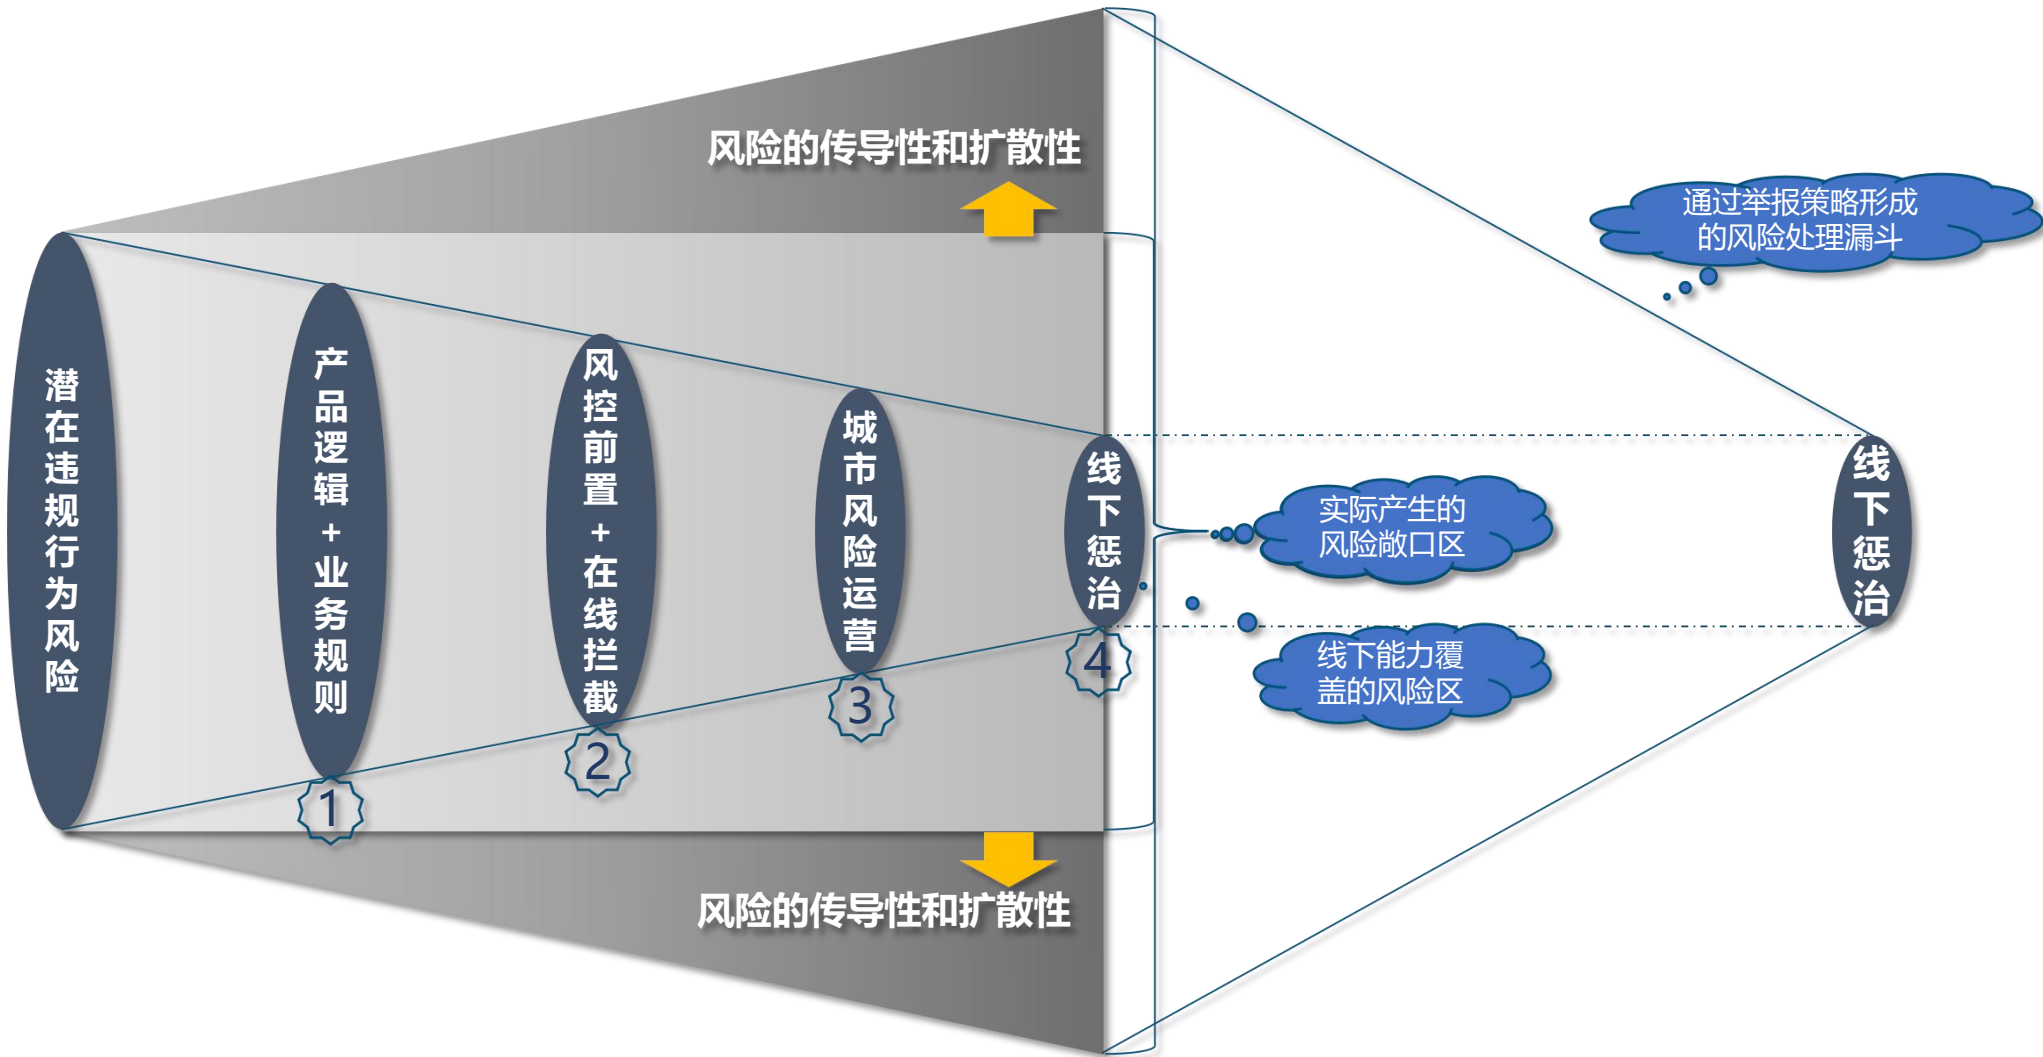 风险的传导性和扩散性
通过举报策略形成
的风险处理漏斗
潜在违规行为风险
产品逻辑+业务规则
风控前置+在线拦截
城市风险运营
线下惩治
线下惩治
实际产生的
风险敞口区
线下能力覆
盖的风险区
1
2
3
4
风险的传导性和扩散性